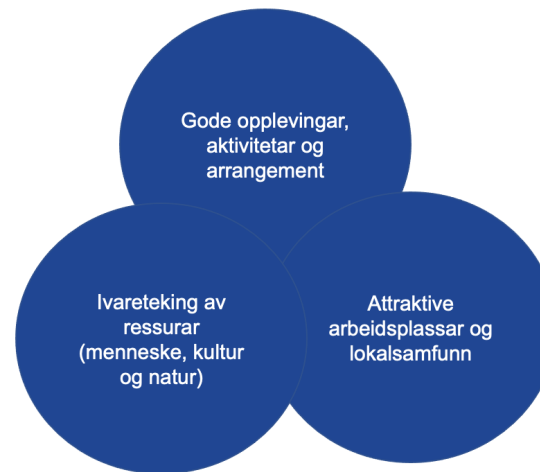 Gode opplevingar,
aktivitetar og
arrangement
Ivareteking av
ressurar
(menneske, kultur
og natur)
Attraktive
arbeidsplassar og
lokalsamfunn